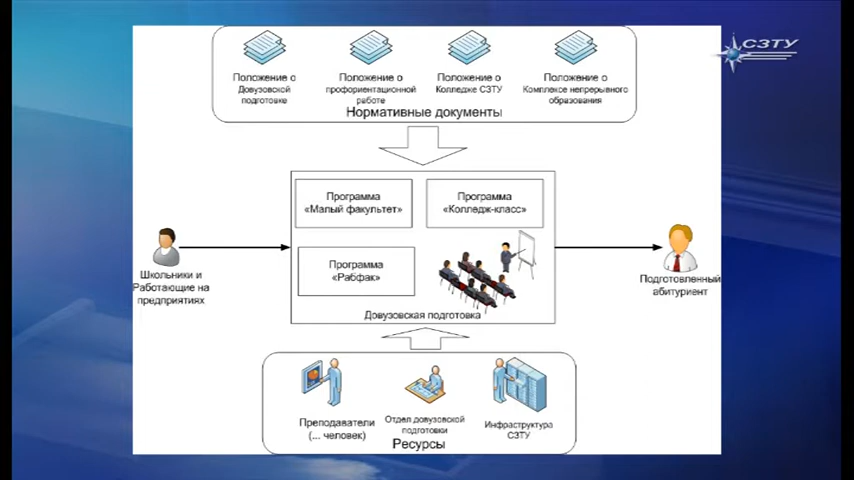 СЗТУ
Положение о
Довузовской
подготовке
Положение о
профориентационной
работе
Положение о
Колледже СЗТУ
Положение о
Комплексе непрерывного
образования
Нормативные документы
Программа
«Малый факультет»
Программа
«Колледж-класс»
Программа
«Рабфак»
Довузовская подготовка
Школьники и
Работающие на
предприятиях
Подготовленный
абитуриент
Преподаватели
(... человек)
Отдел довузовской
подготовки
Инфраструктура
СЗТУ
Ресурсы